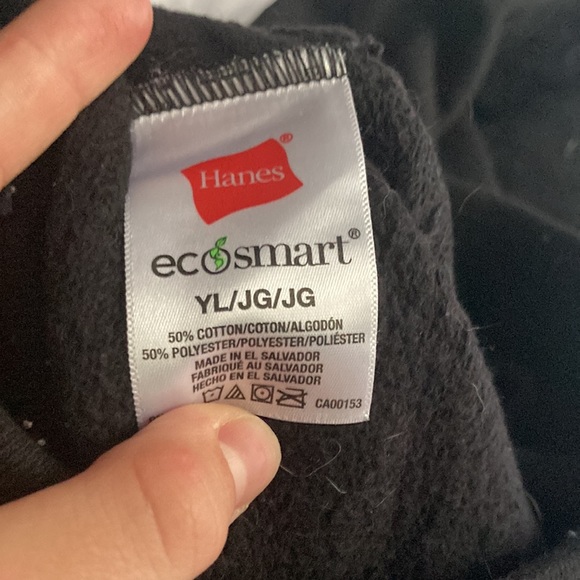 Hanes®
ecosmart®
YL/JG/JG
50% COTTON/COTON/ALGODÓN
50% POLYESTER/POLYESTER/POLIÉSTER
MADE IN EL SALVADOR
FABRIQUÉ AU SALVADOR
HECHO EN EL SALVADOR
CA00153